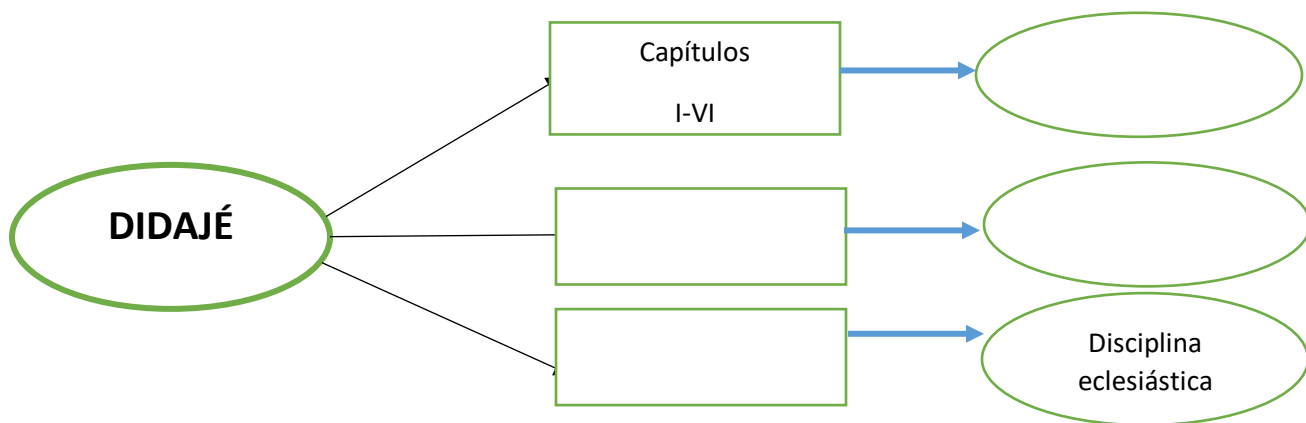 Capítulos
I-VI
DIDAJÉ
Disciplina
eclesiástica